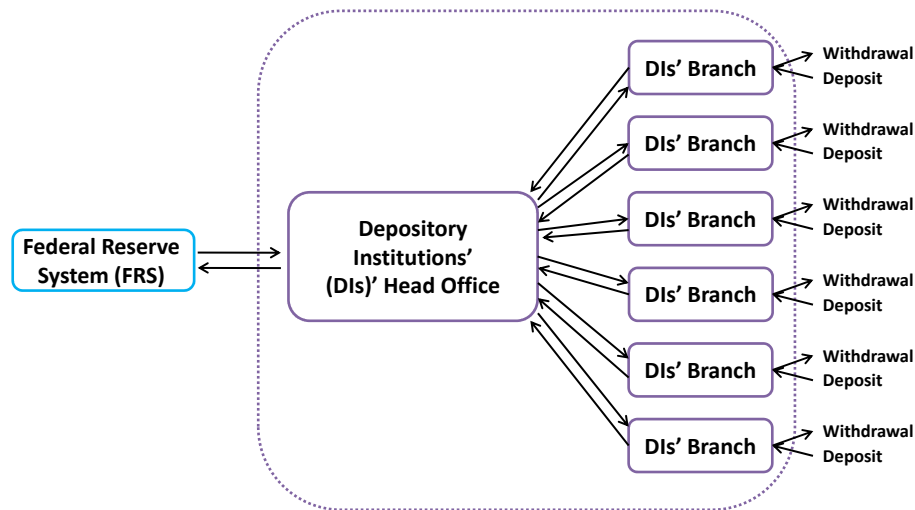 Federal Reserve
System (FRS)
Depository
Institutions’
(DIs)’ Head Office
DIs’ Branch
Withdrawal
Deposit
DIs’ Branch
Withdrawal
Deposit
DIs’ Branch
Withdrawal
Deposit
DIs’ Branch
Withdrawal
Deposit
DIs’ Branch
Withdrawal
Deposit
DIs’ Branch
Withdrawal
Deposit